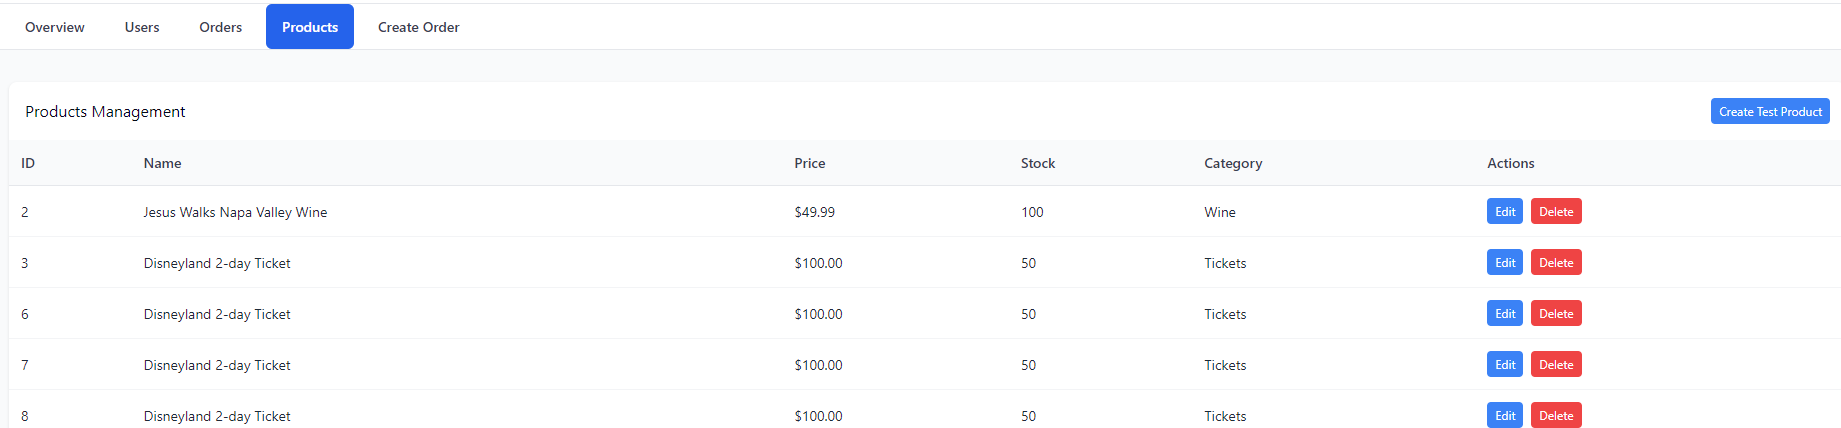 Overview Users Orders Products Create Order
Products Management Create Test Product
ID Name Price Stock Category Actions
2 Jesus Walks Napa Valley Wine $49.99 100 Wine Edit Delete
3 Disneyland 2-day Ticket $100.00 50 Tickets Edit Delete
6 Disneyland 2-day Ticket $100.00 50 Tickets Edit Delete
7 Disneyland 2-day Ticket $100.00 50 Tickets Edit Delete
8 Disneyland 2-day Ticket $100.00 50 Tickets Edit Delete